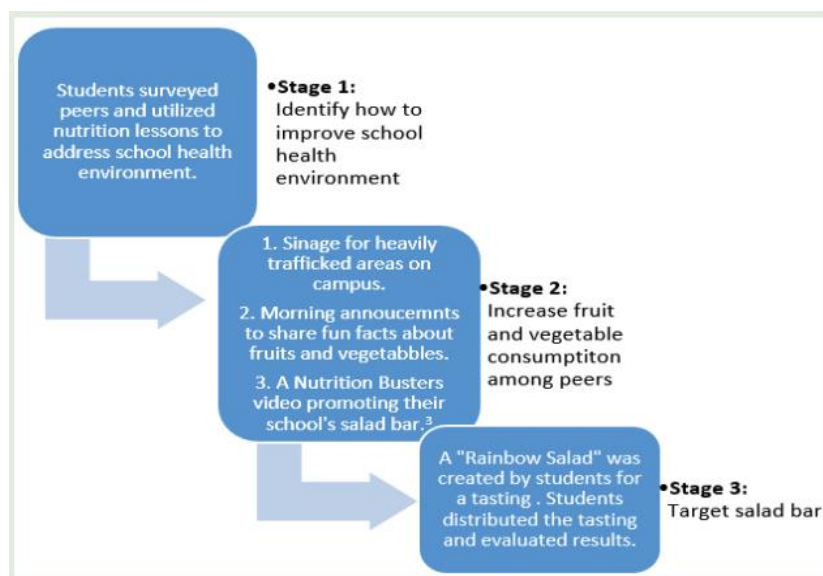 Students surveyed
peers and utilized
nutrition lessons to
address school health
environment.
•Stage 1:
Identify how to
improve school
health
environment
1. Sinage for heavily
trafficked areas on
campus.
2. Morning annoucemnts
to share fun facts about
fruits and vegetabbles.
3. A Nutrition Busters
video promoting their
school's salad bar.³
•Stage 2:
Increase fruit
and vegetable
consumptiton
among peers
A "Rainbow Salad" was
created by students for
a tasting . Students
distributed the tasting
and evaluated results.
•Stage 3:
Target salad bar